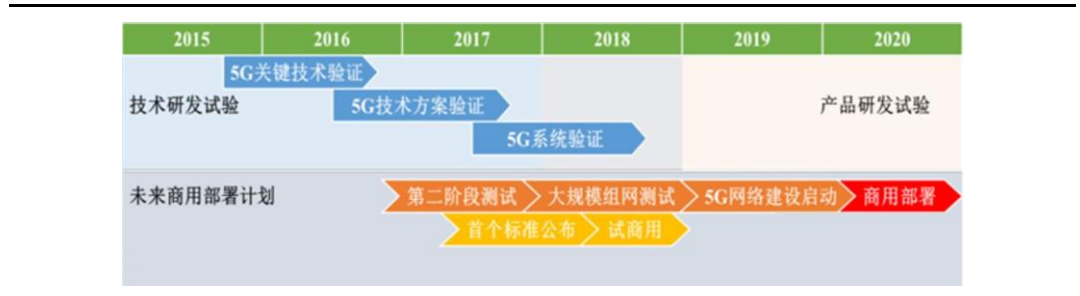 2015 2016 2017 2018 2019 2020
5G关键技术验证
技术研发试验 5G技术方案验证 产品研发试验
5G系统验证
未来商用部署计划 第二阶段测试 大规模组网测试 5G网络建设启动 商用部署
首个标准公布 试商用